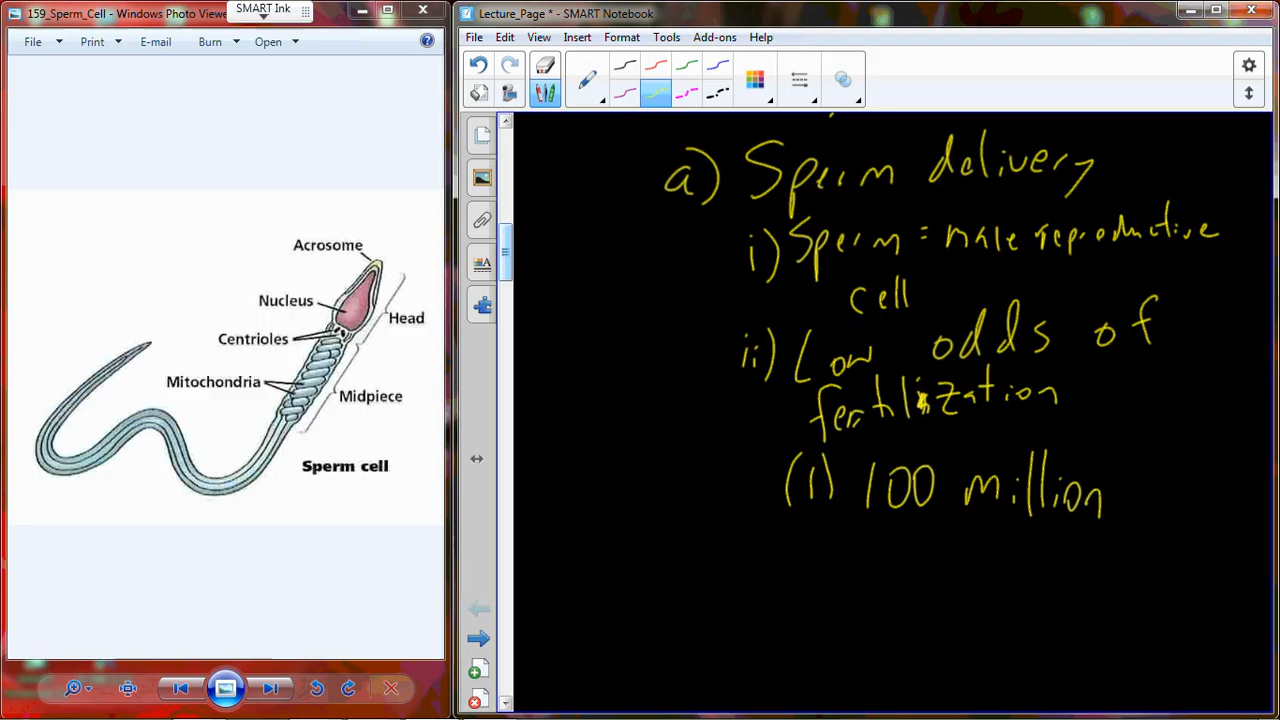 159_Sperm_Cell - Windows Photo Viewe
SMART Ink
File Print E-mail Burn Open
Acrosome
Nucleus
Head
Centrioles
Mitochondria
Midpiece
Sperm cell
Lecture_Page * - SMART Notebook
File Edit View Insert Format Tools Add-ons Help
a) Sperm delivery
i) Sperm = male reproductive
cell
ii) Low odds of
fertilization
(1) 100 million